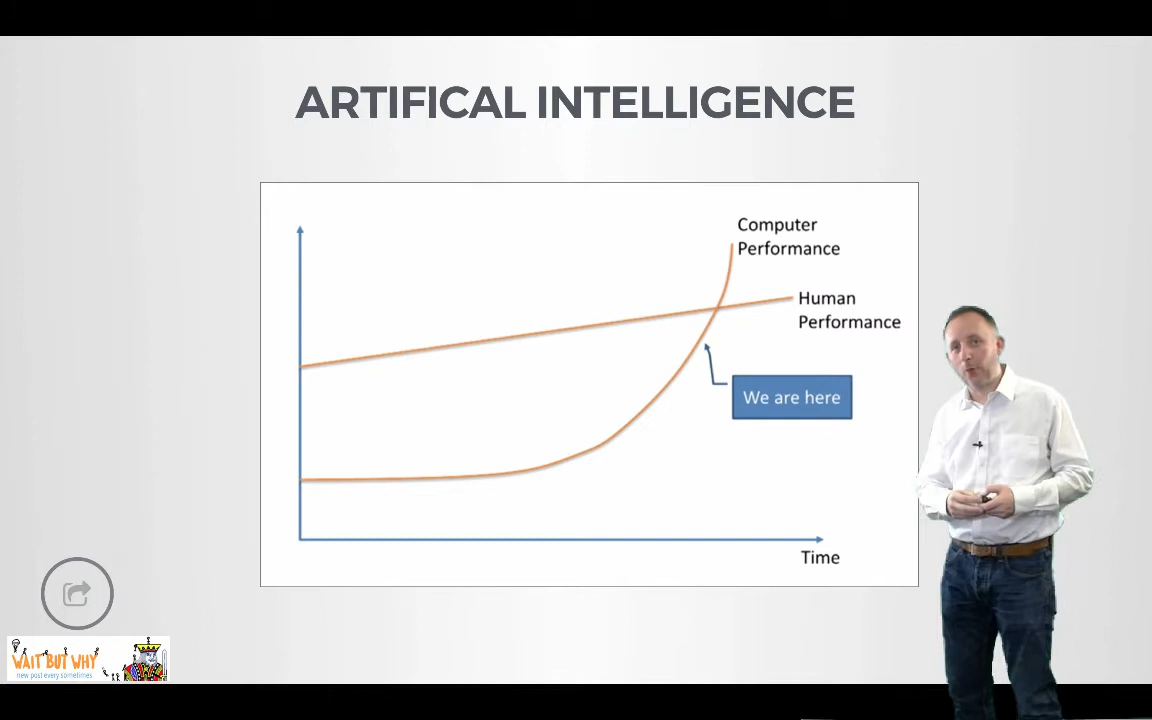 ARTIFICAL INTELLIGENCE
Computer
Performance
Human
Performance
We are here
Time
WAIT BUT WHY
new post every sometimes